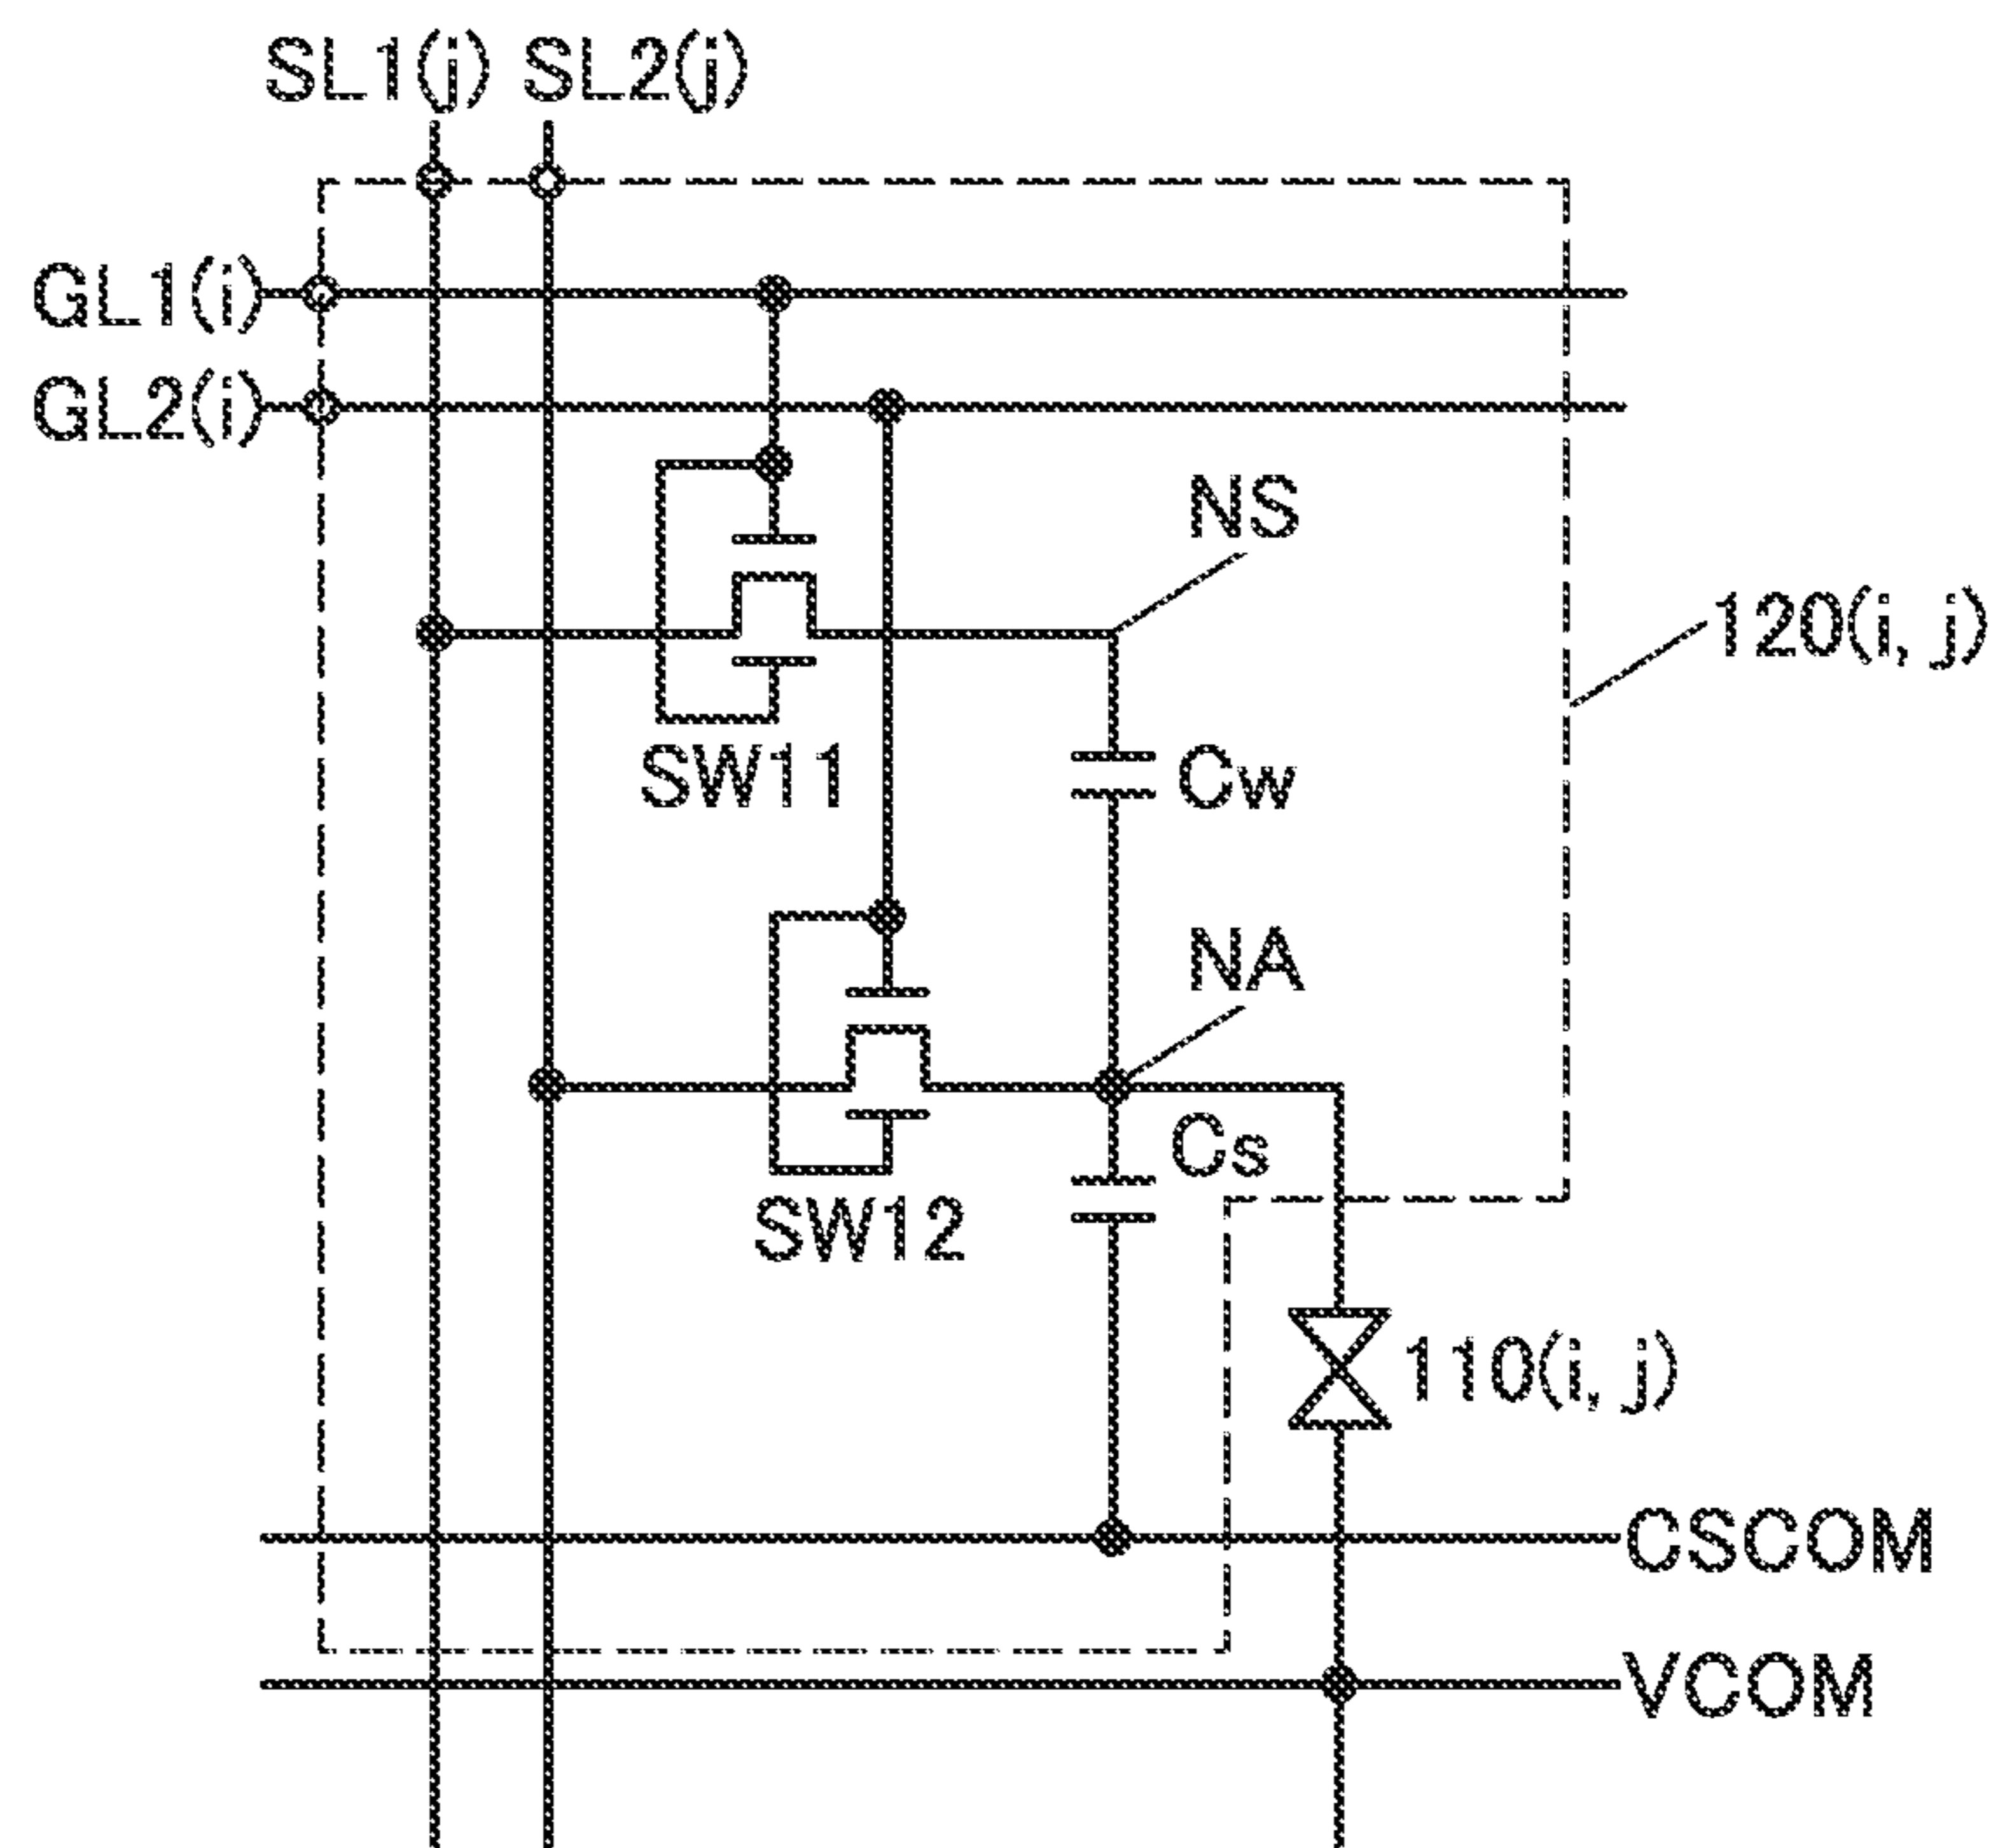 SL1(j) SL2(j)
GL1(i)
GL2(i)
NS
120(i, j)
SW11
Cw
NA
Cs
SW12
110(i, j)
CSCOM
VCOM